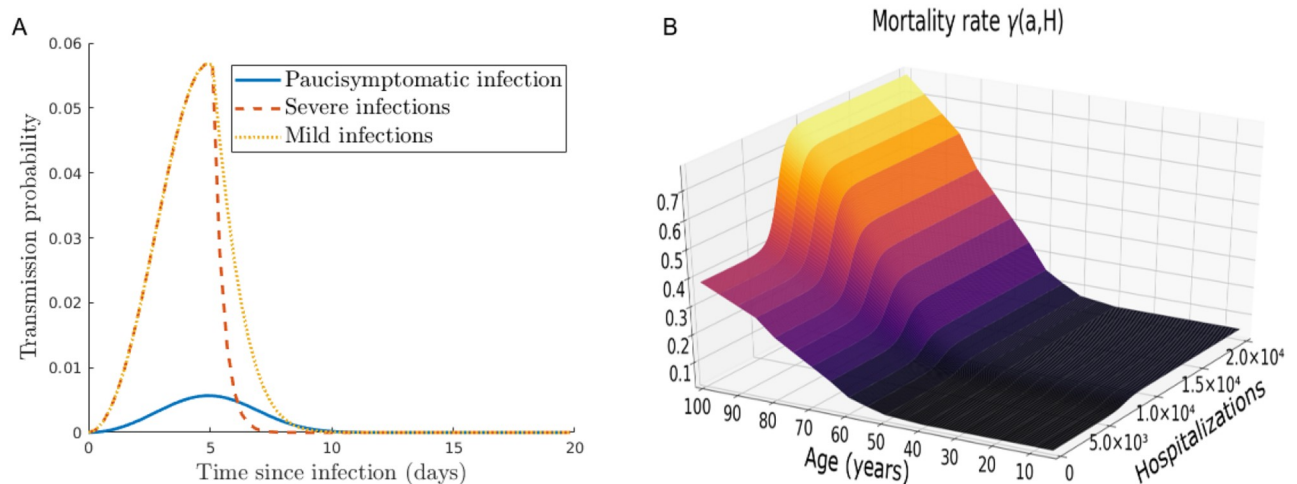 A
0.06
0.05
0.04
0.03
0.02
0.01
0
0 5 10 15 20
Transmission probability
Time since infection (days)
Paucisymptomatic infection
Severe infections
Mild infections
B
Mortality rate γ(a,H)
0.7
0.6
0.5
0.4
0.3
0.2
0.1
100 90 80 70 60 50 40 30 20 10
Age (years)
0
5.0×10³
1.0×10⁴
1.5×10⁴
2.0×10⁴
Hospitalizations